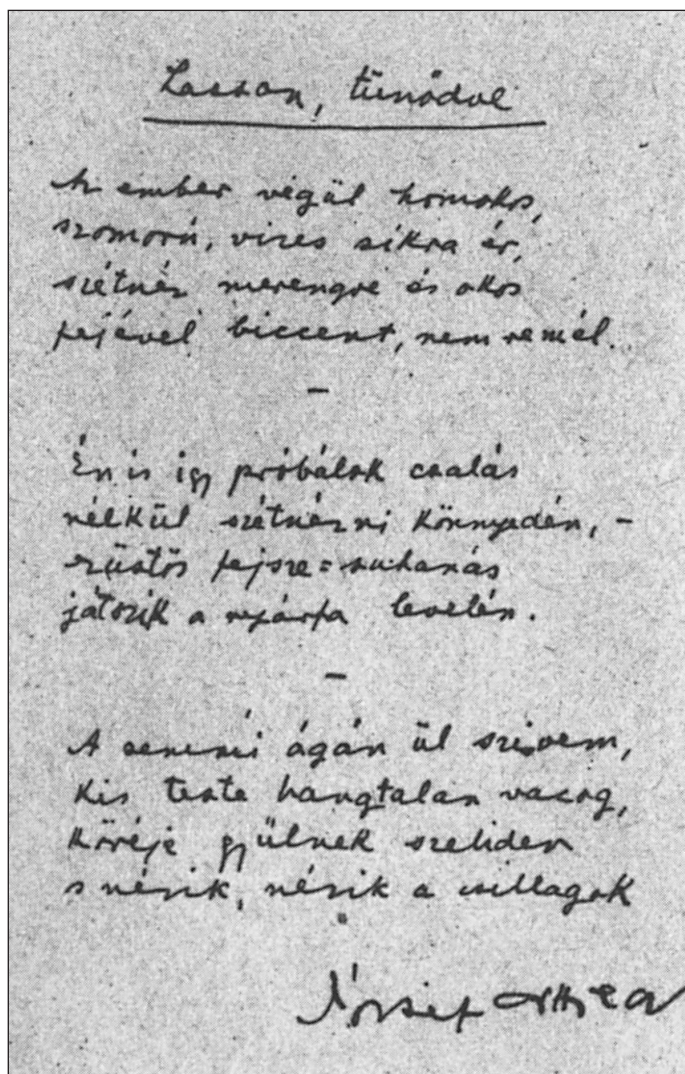 Lassan, tünődve
Az ember végül homokos,
szomorú, vizes síkra ér,
szétnéz merengve és okos
fejével biccent, nem remél.
–
Én is így próbálok csalás
nélkül szétnézni könnyedén, –
ezüstös fejsze=suhanás
játszik a nyárfa levelén.
–
A semmi ágán ül szivem,
kis teste hangtalan vacog,
köréje gyülnek szeliden
s nézik, nézik a csillagok
József Attila